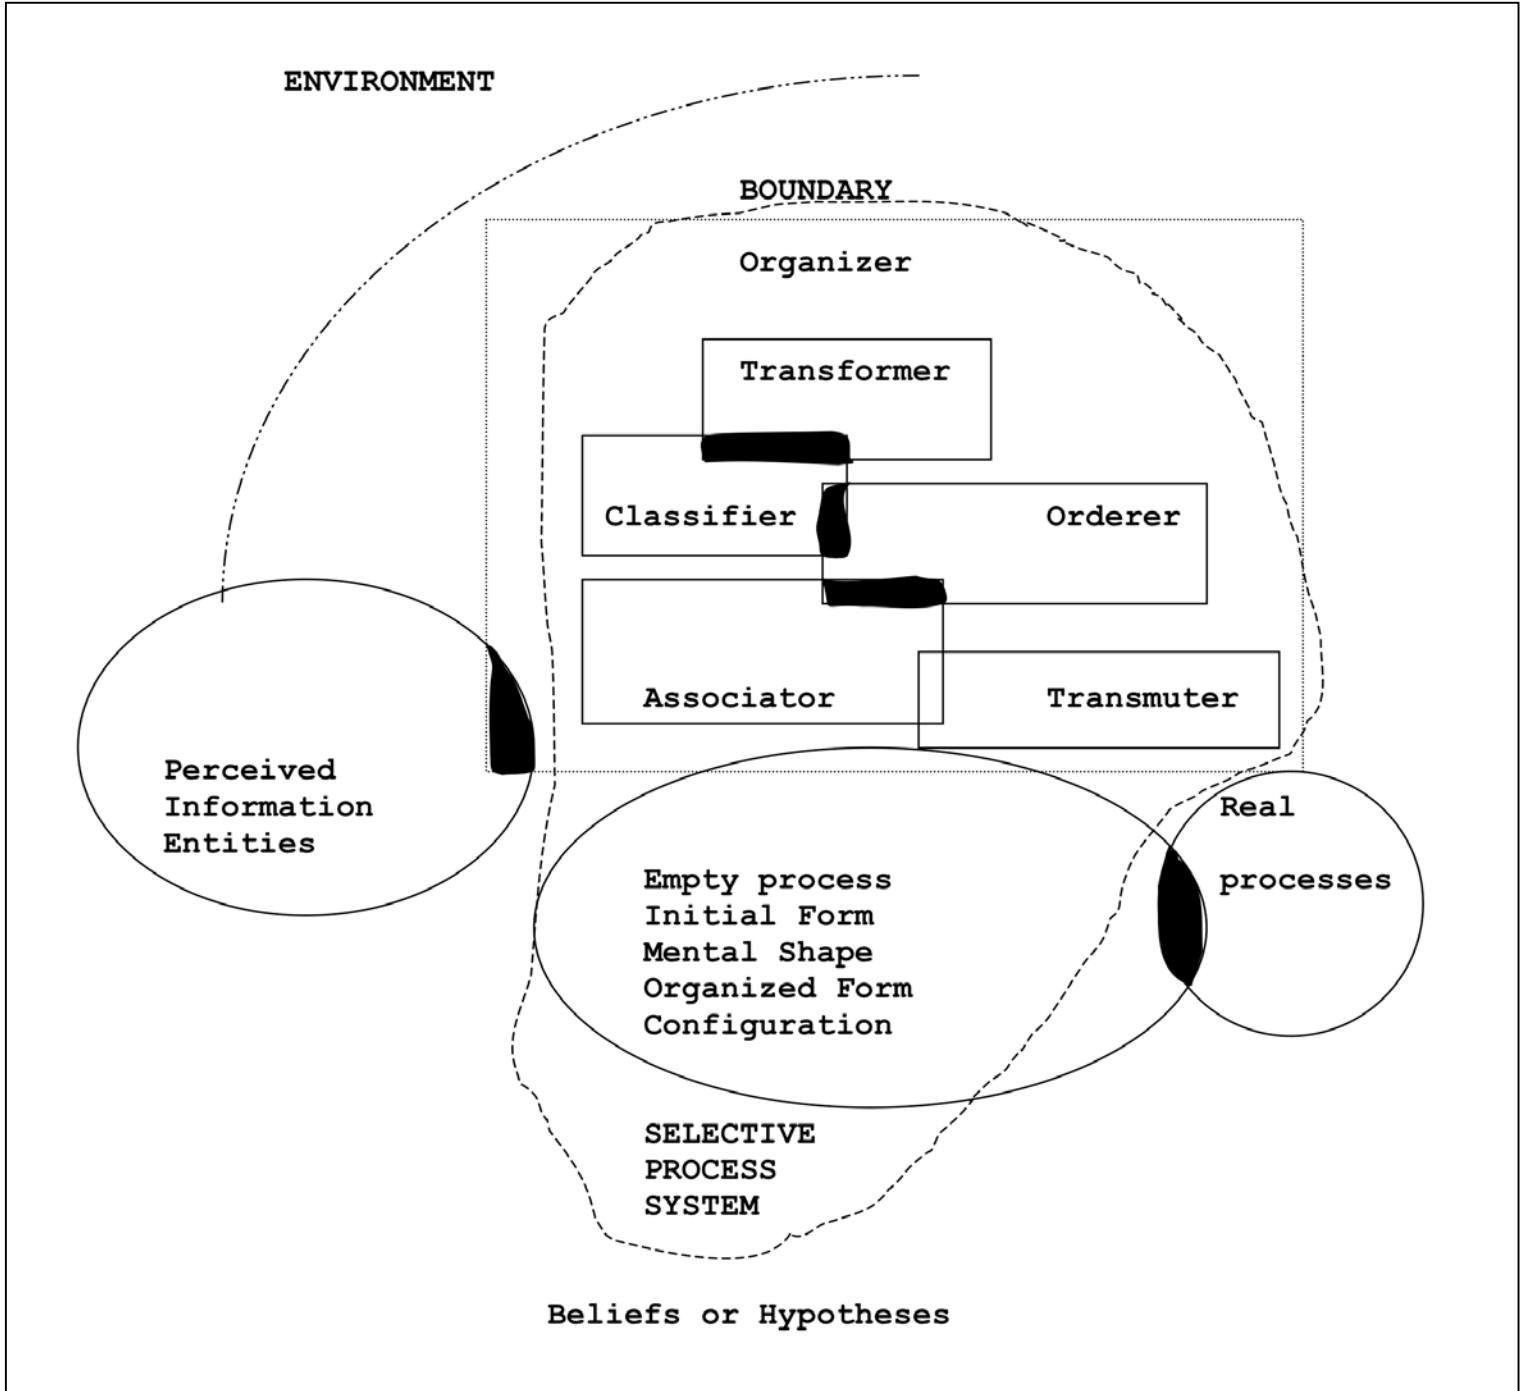 ENVIRONMENT
BOUNDARY
Organizer
Transformer
Classifier
Orderer
Associator
Transmuter
Perceived
Information
Entities
Real
processes
Empty process
Initial Form
Mental Shape
Organized Form
Configuration
SELECTIVE
PROCESS
SYSTEM
Beliefs or Hypotheses